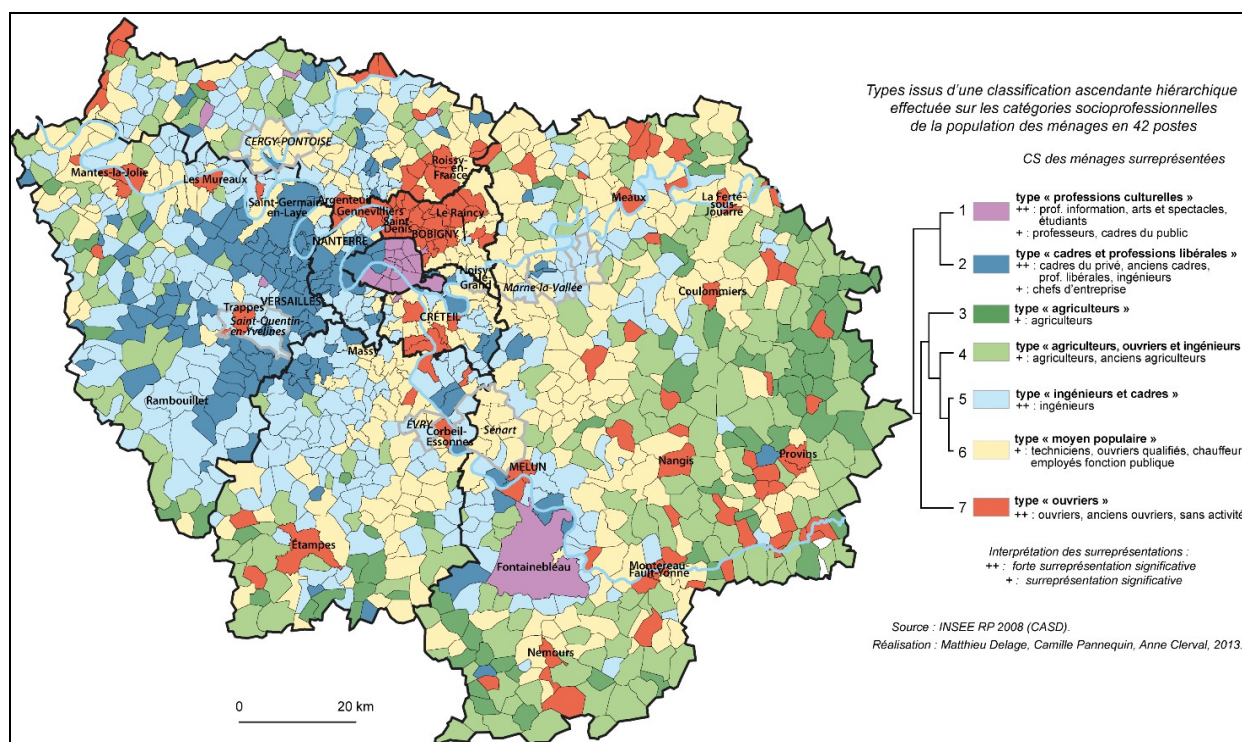 Types issus d'une classification ascendante hiérarchique
effectuée sur les catégories socioprofessionnelles
de la population des ménages en 42 postes
CS des ménages surreprésentées
1 type « professions culturelles »
++ : prof. information, arts et spectacles,
étudiants
+ : professeurs, cadres du public
2 type « cadres et professions libérales »
++ : cadres du privé, anciens cadres,
prof. libérales, ingénieurs
+ : chefs d'entreprise
3 type « agriculteurs »
+ : agriculteurs
4 type « agriculteurs, ouvriers et ingénieurs
+ : agriculteurs, anciens agriculteurs
5 type « ingénieurs et cadres »
++ : ingénieurs
6 type « moyen populaire »
+ : techniciens, ouvriers qualifiés, chauffeur
employés fonction publique
7 type « ouvriers »
++ : ouvriers, anciens ouvriers, sans activité
Interprétation des surreprésentations :
++ : forte surreprésentation significative
+ : surreprésentation significative
Source : INSEE RP 2008 (CASD).
Réalisation : Matthieu Delage, Camille Pannequin, Anne Clerval, 2013.
CERGY-PONTOISE
Mantes-la-Jolie
Les Mureaux
Roissy-
en-
France
Saint-Germain-
en-Laye
Argenteuil
Gennevilliers
Saint-
Denis
Le Raincy
BOBIGNY
NANTERRE
Meaux
La Ferté-
sous-
Jouarre
Noisy-
le-
Grand
Marne-la-Vallée
Coulommiers
VERSAILLES
Trappes
Saint-Quentin-
en-Yvelines
CRÉTEIL
Massy
Rambouillet
ÉVRY
Corbeil-
Essonnes
Sénart
MELUN
Nangis
Provins
Étampes
Fontainebleau
Montereau-
Fault-Yonne
Nemours
0 20 km